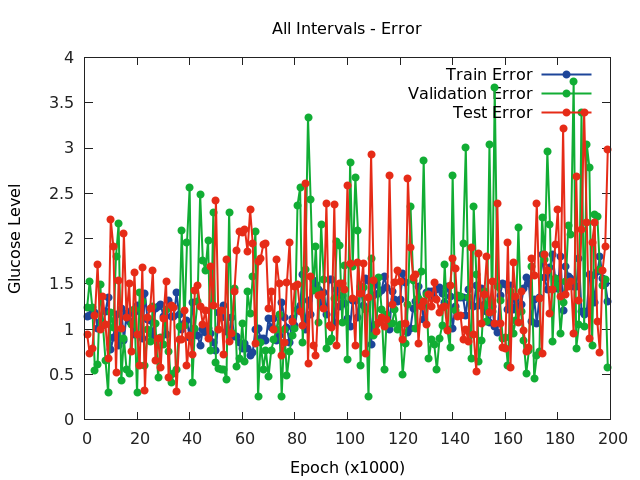 All Intervals - Error
Train Error
Validation Error
Test Error
4
3.5
3
2.5
2
1.5
1
0.5
0
Glucose Level
0 20 40 60 80 100 120 140 160 180 200
Epoch (x1000)